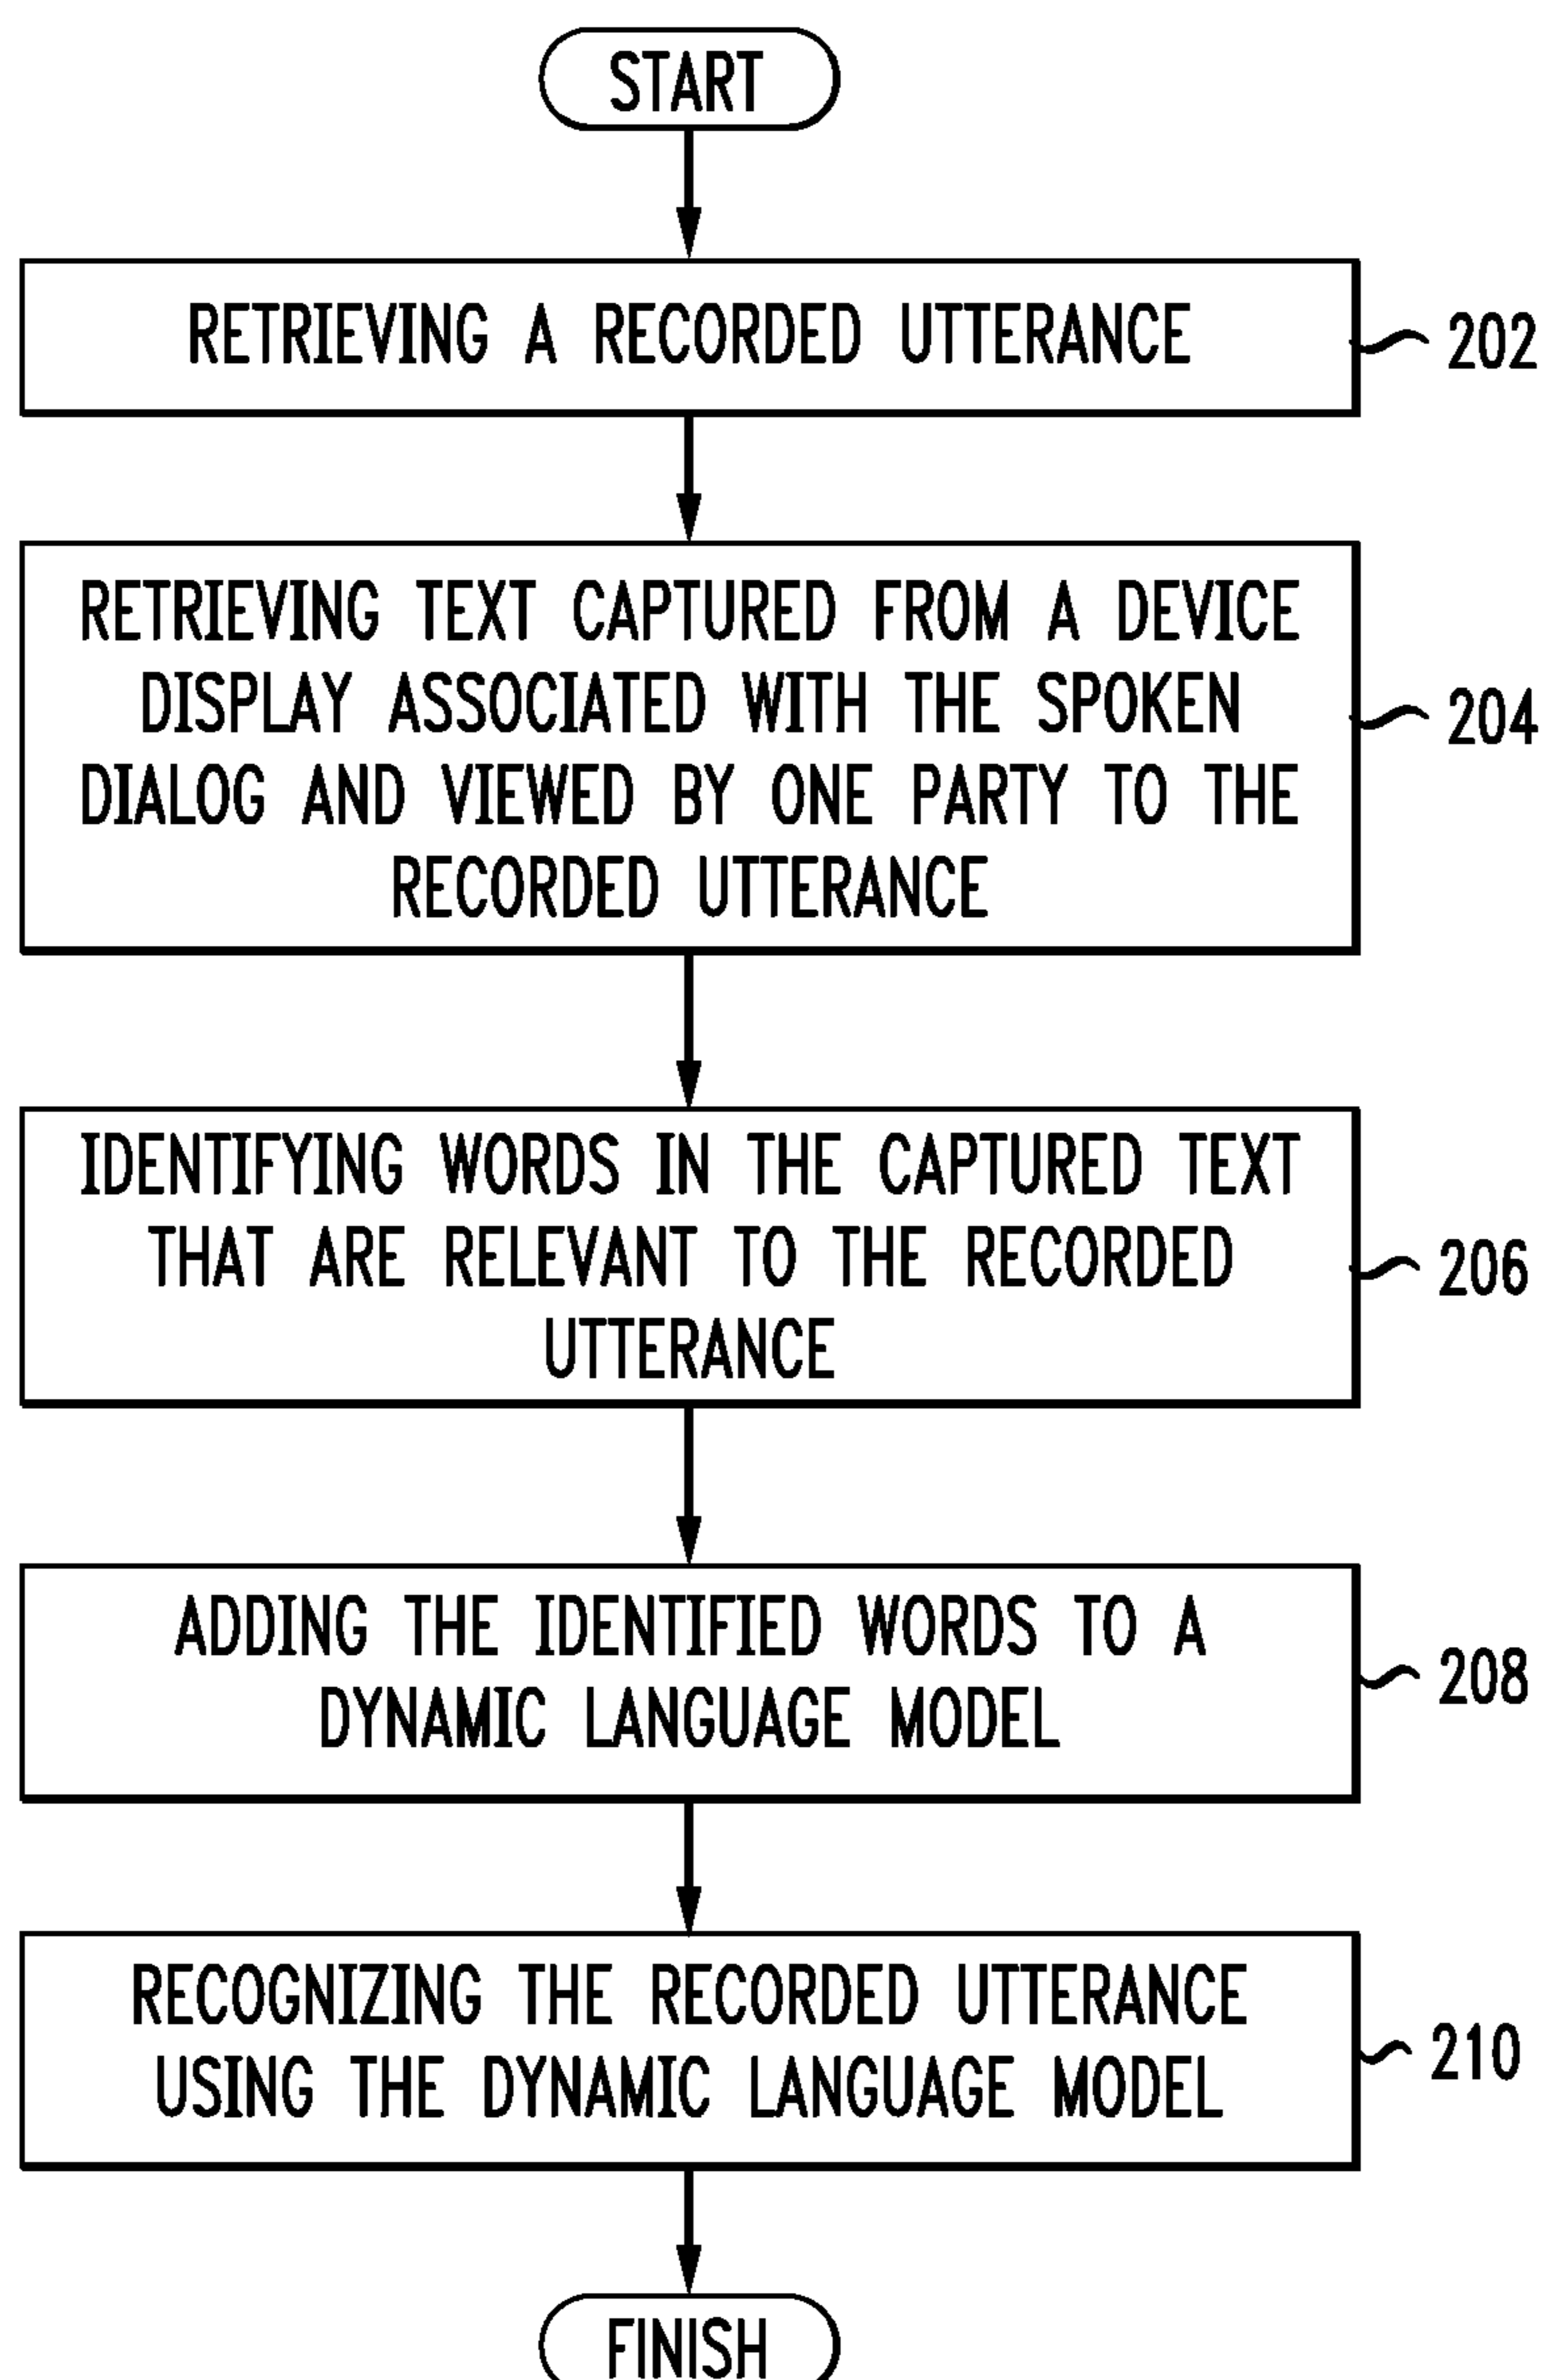 START
RETRIEVING A RECORDED UTTERANCE
202
RETRIEVING TEXT CAPTURED FROM A DEVICE
DISPLAY ASSOCIATED WITH THE SPOKEN
DIALOG AND VIEWED BY ONE PARTY TO THE
RECORDED UTTERANCE
204
IDENTIFYING WORDS IN THE CAPTURED TEXT
THAT ARE RELEVANT TO THE RECORDED
UTTERANCE
206
ADDING THE IDENTIFIED WORDS TO A
DYNAMIC LANGUAGE MODEL
208
RECOGNIZING THE RECORDED UTTERANCE
USING THE DYNAMIC LANGUAGE MODEL
210
FINISH